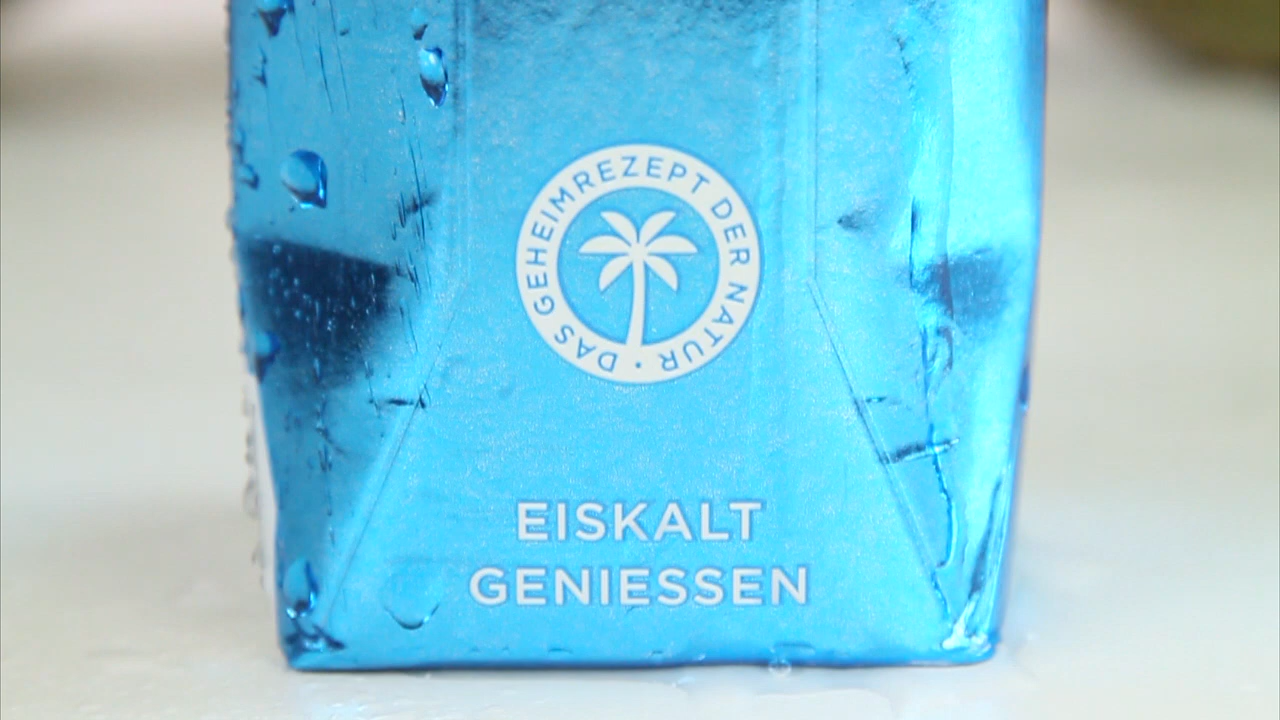 DAS GEHEIMREZEPT DER NATUR •
EISKALT
GENIESSEN